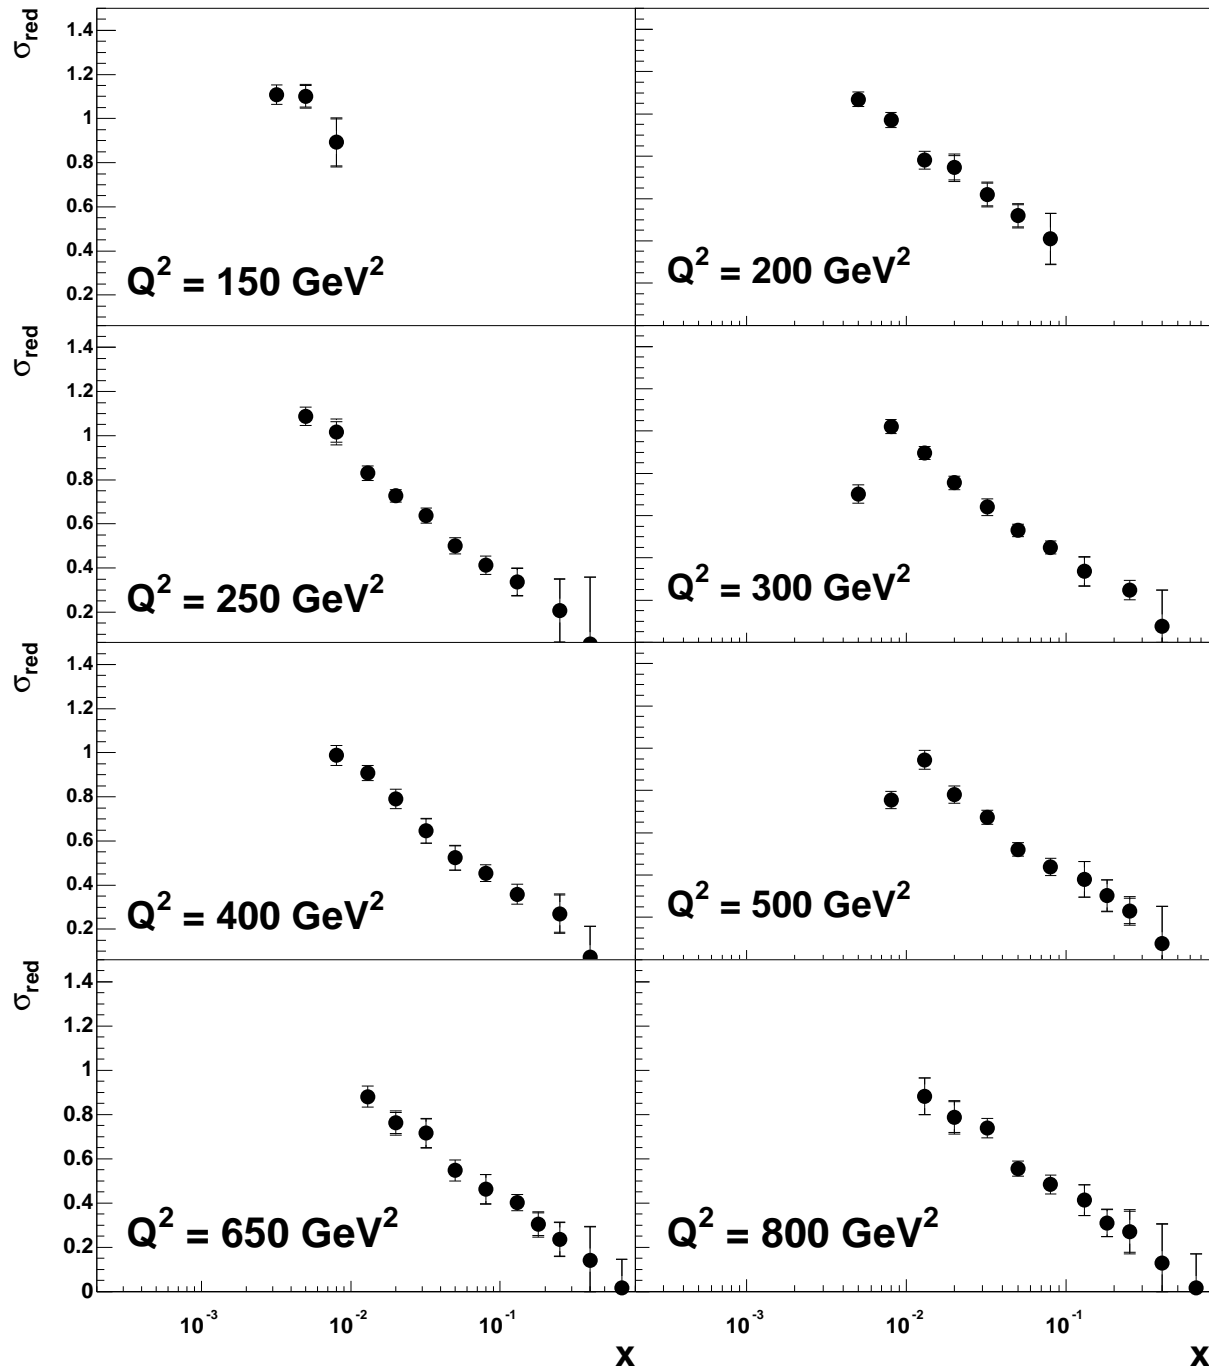 σred
1.4
1.2
1
0.8
0.6
0.4
0.2
Q² = 150 GeV²
Q² = 200 GeV²
σred
1.4
1.2
1
0.8
0.6
0.4
0.2
Q² = 250 GeV²
Q² = 300 GeV²
σred
1.4
1.2
1
0.8
0.6
0.4
0.2
Q² = 400 GeV²
Q² = 500 GeV²
σred
1.4
1.2
1
0.8
0.6
0.4
0.2
0
Q² = 650 GeV²
Q² = 800 GeV²
10⁻³ 10⁻² 10⁻¹ 10⁻³ 10⁻² 10⁻¹
x x